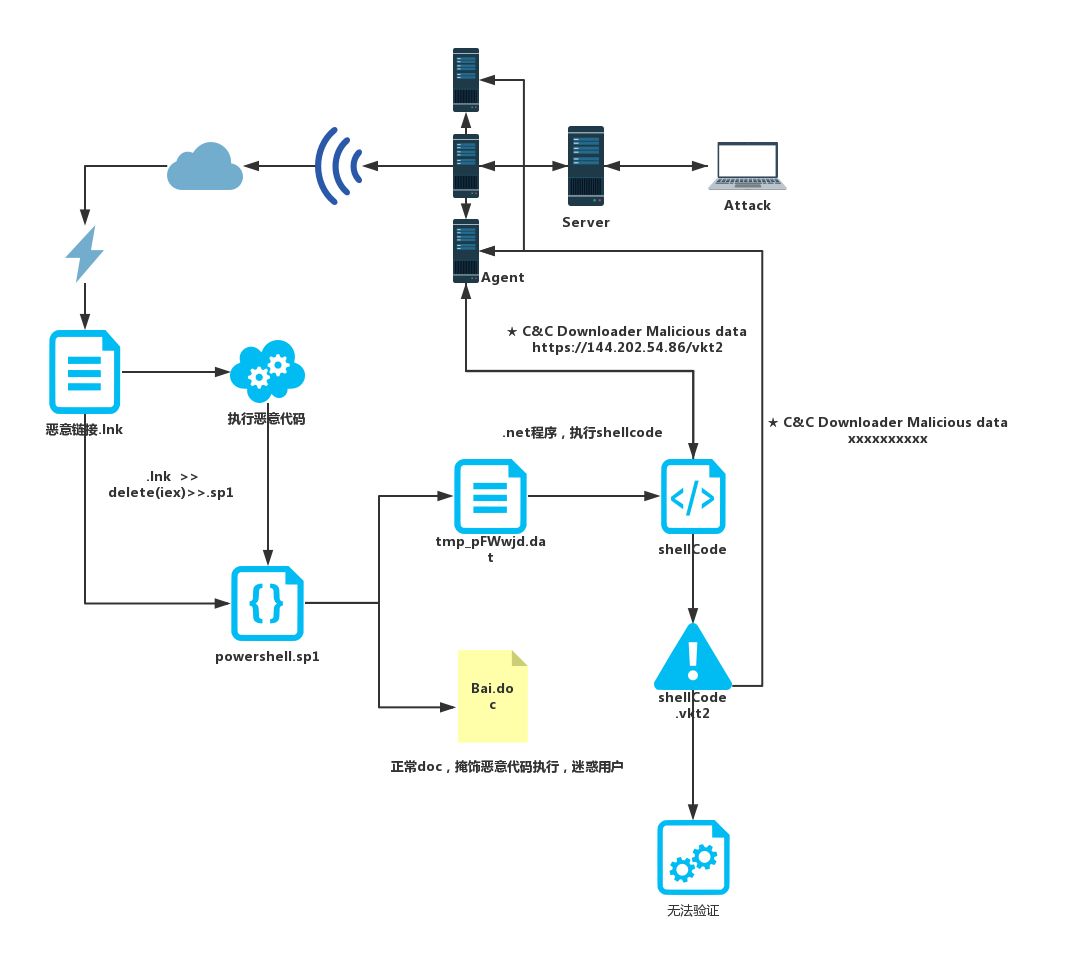 Server
Attack
Agent
★ C&C Downloader Malicious data
https://144.202.54.86/vkt2
恶意链接.lnk
执行恶意代码
.net程序，执行shellcode
★ C&C Downloader Malicious data
xxxxxxxxxx
.lnk >>
delete(iex)>>.sp1
tmp_pFWwjd.da
t
shellCode
powershell.sp1
Bai.do
c
shellCode
.vkt2
正常doc，掩饰恶意代码执行，迷惑用户
无法验证